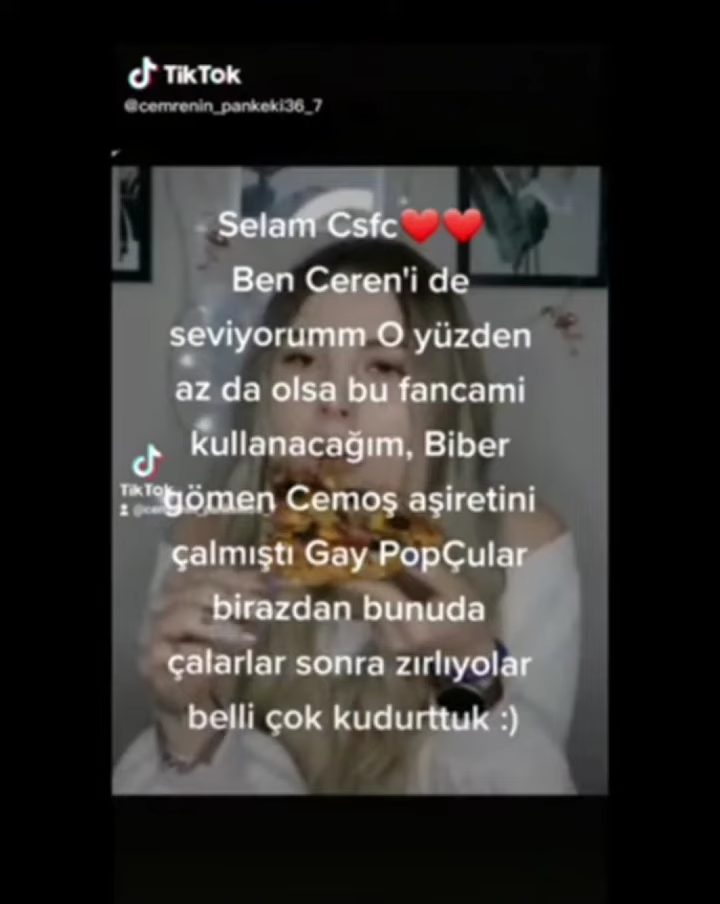 TikTok
@cemrenin_pankeki36_7
Selam Csfc❤️❤️
Ben Ceren'i de
seviyorumm O yüzden
az da olsa bu fancami
kullanacağım, Biber
gömen Cemoş aşiretini
çalmıştı Gay PopÇular
birazdan bunuda
çalarlar sonra zırlıyolar
belli çok kudurttuk :)
TikTok